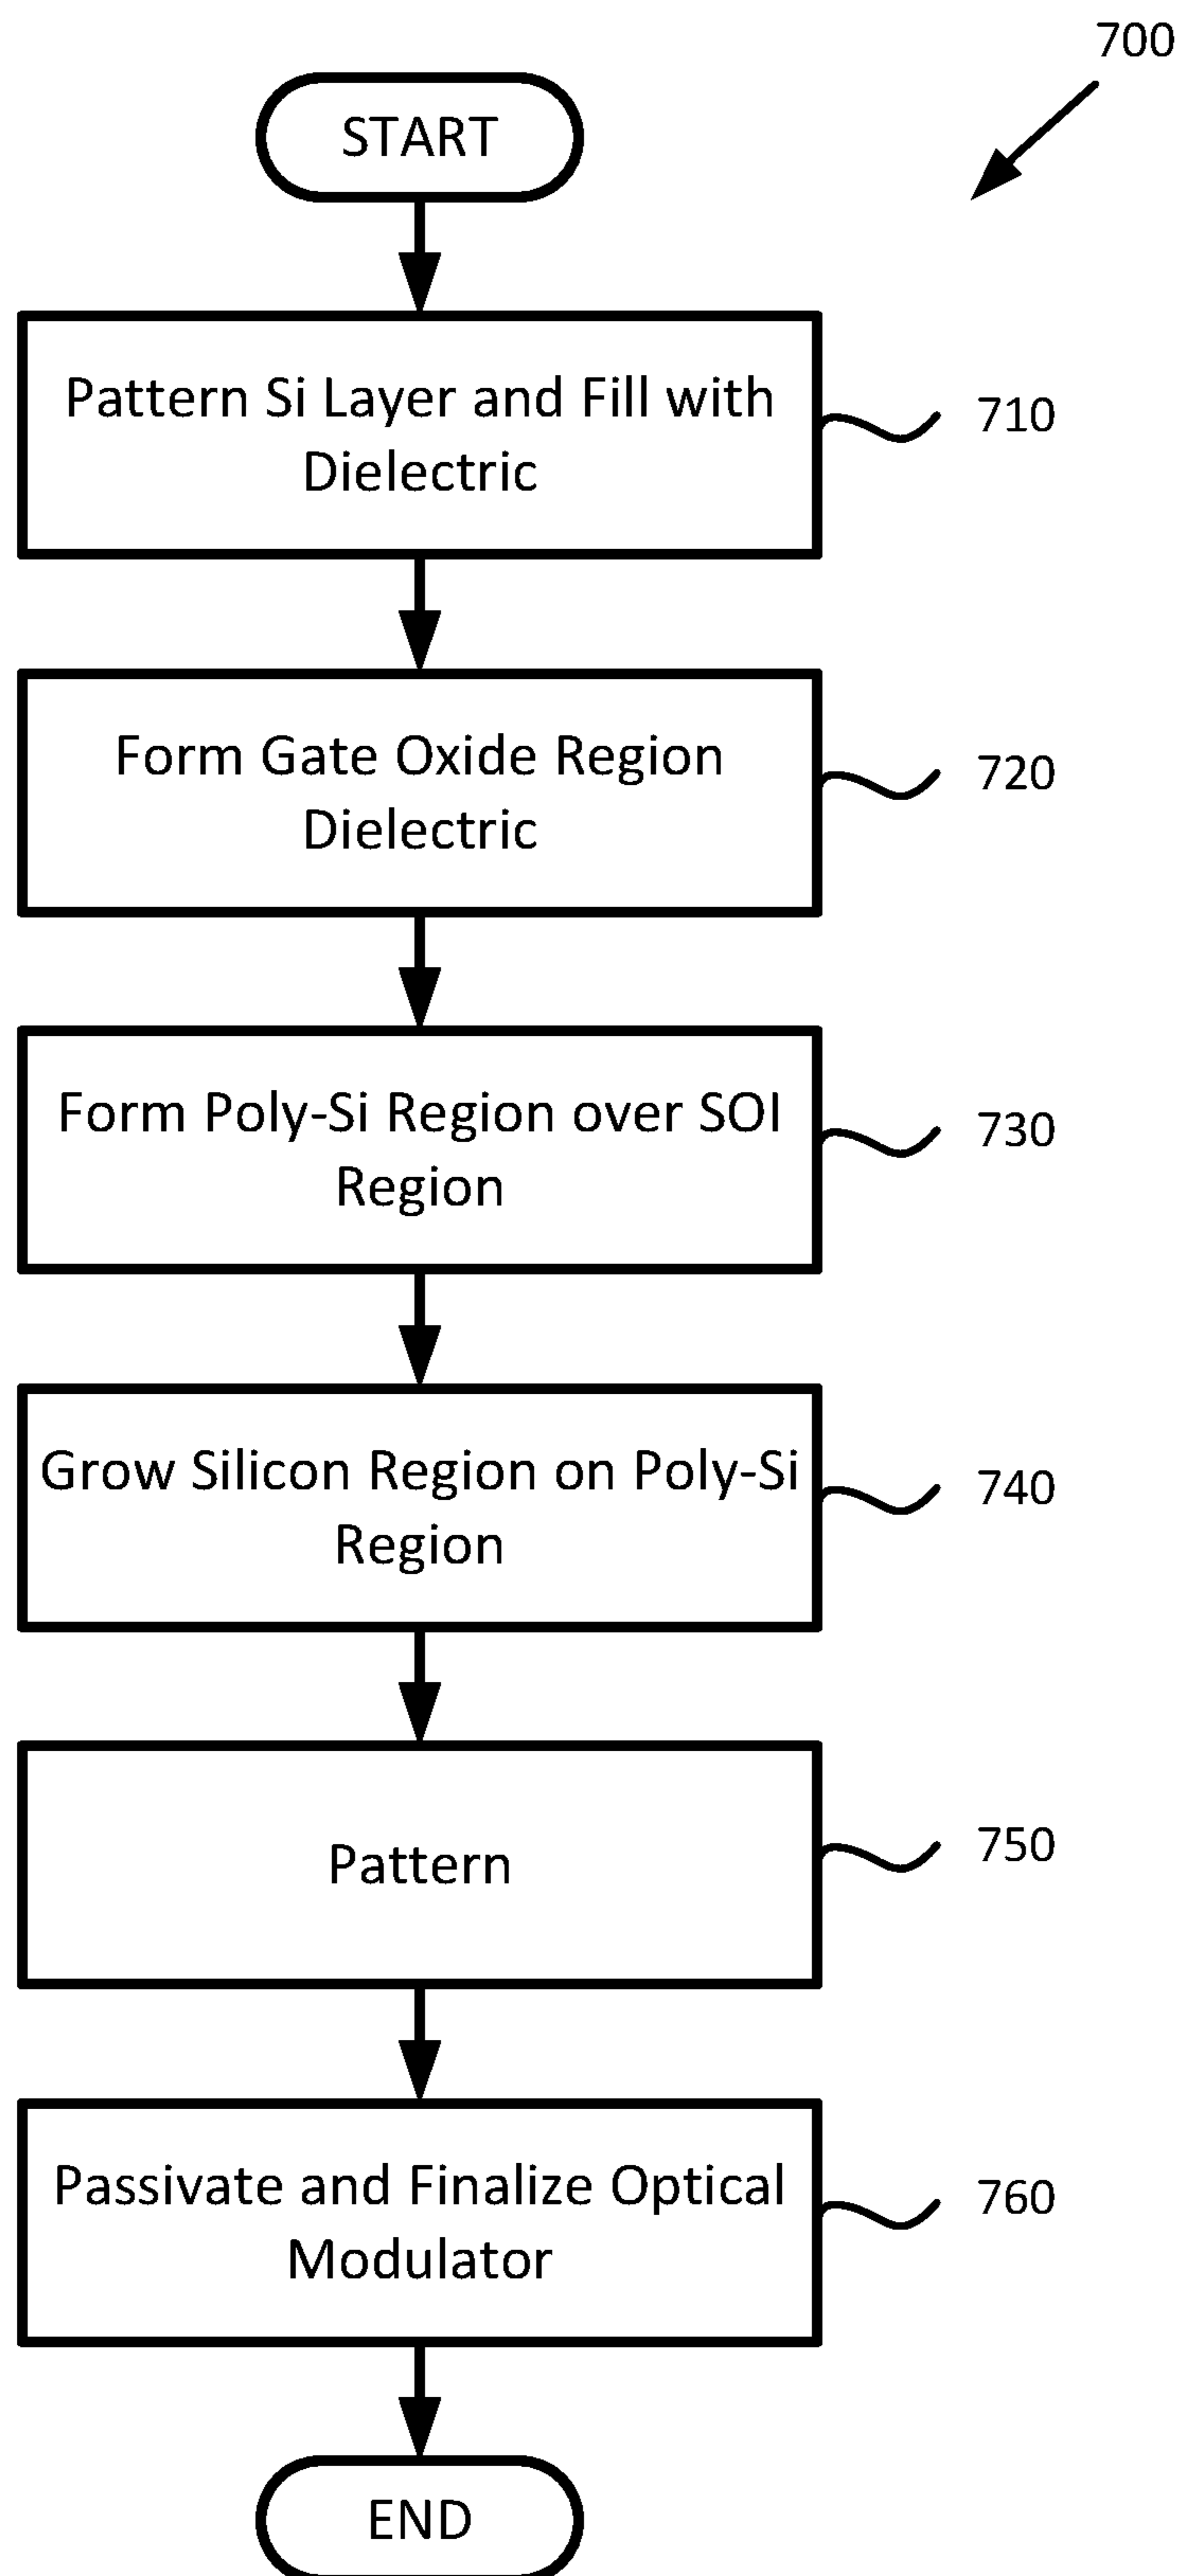 700
START
Pattern Si Layer and Fill with
Dielectric
710
Form Gate Oxide Region
Dielectric
720
Form Poly-Si Region over SOI
Region
730
Grow Silicon Region on Poly-Si
Region
740
Pattern
750
Passivate and Finalize Optical
Modulator
760
END